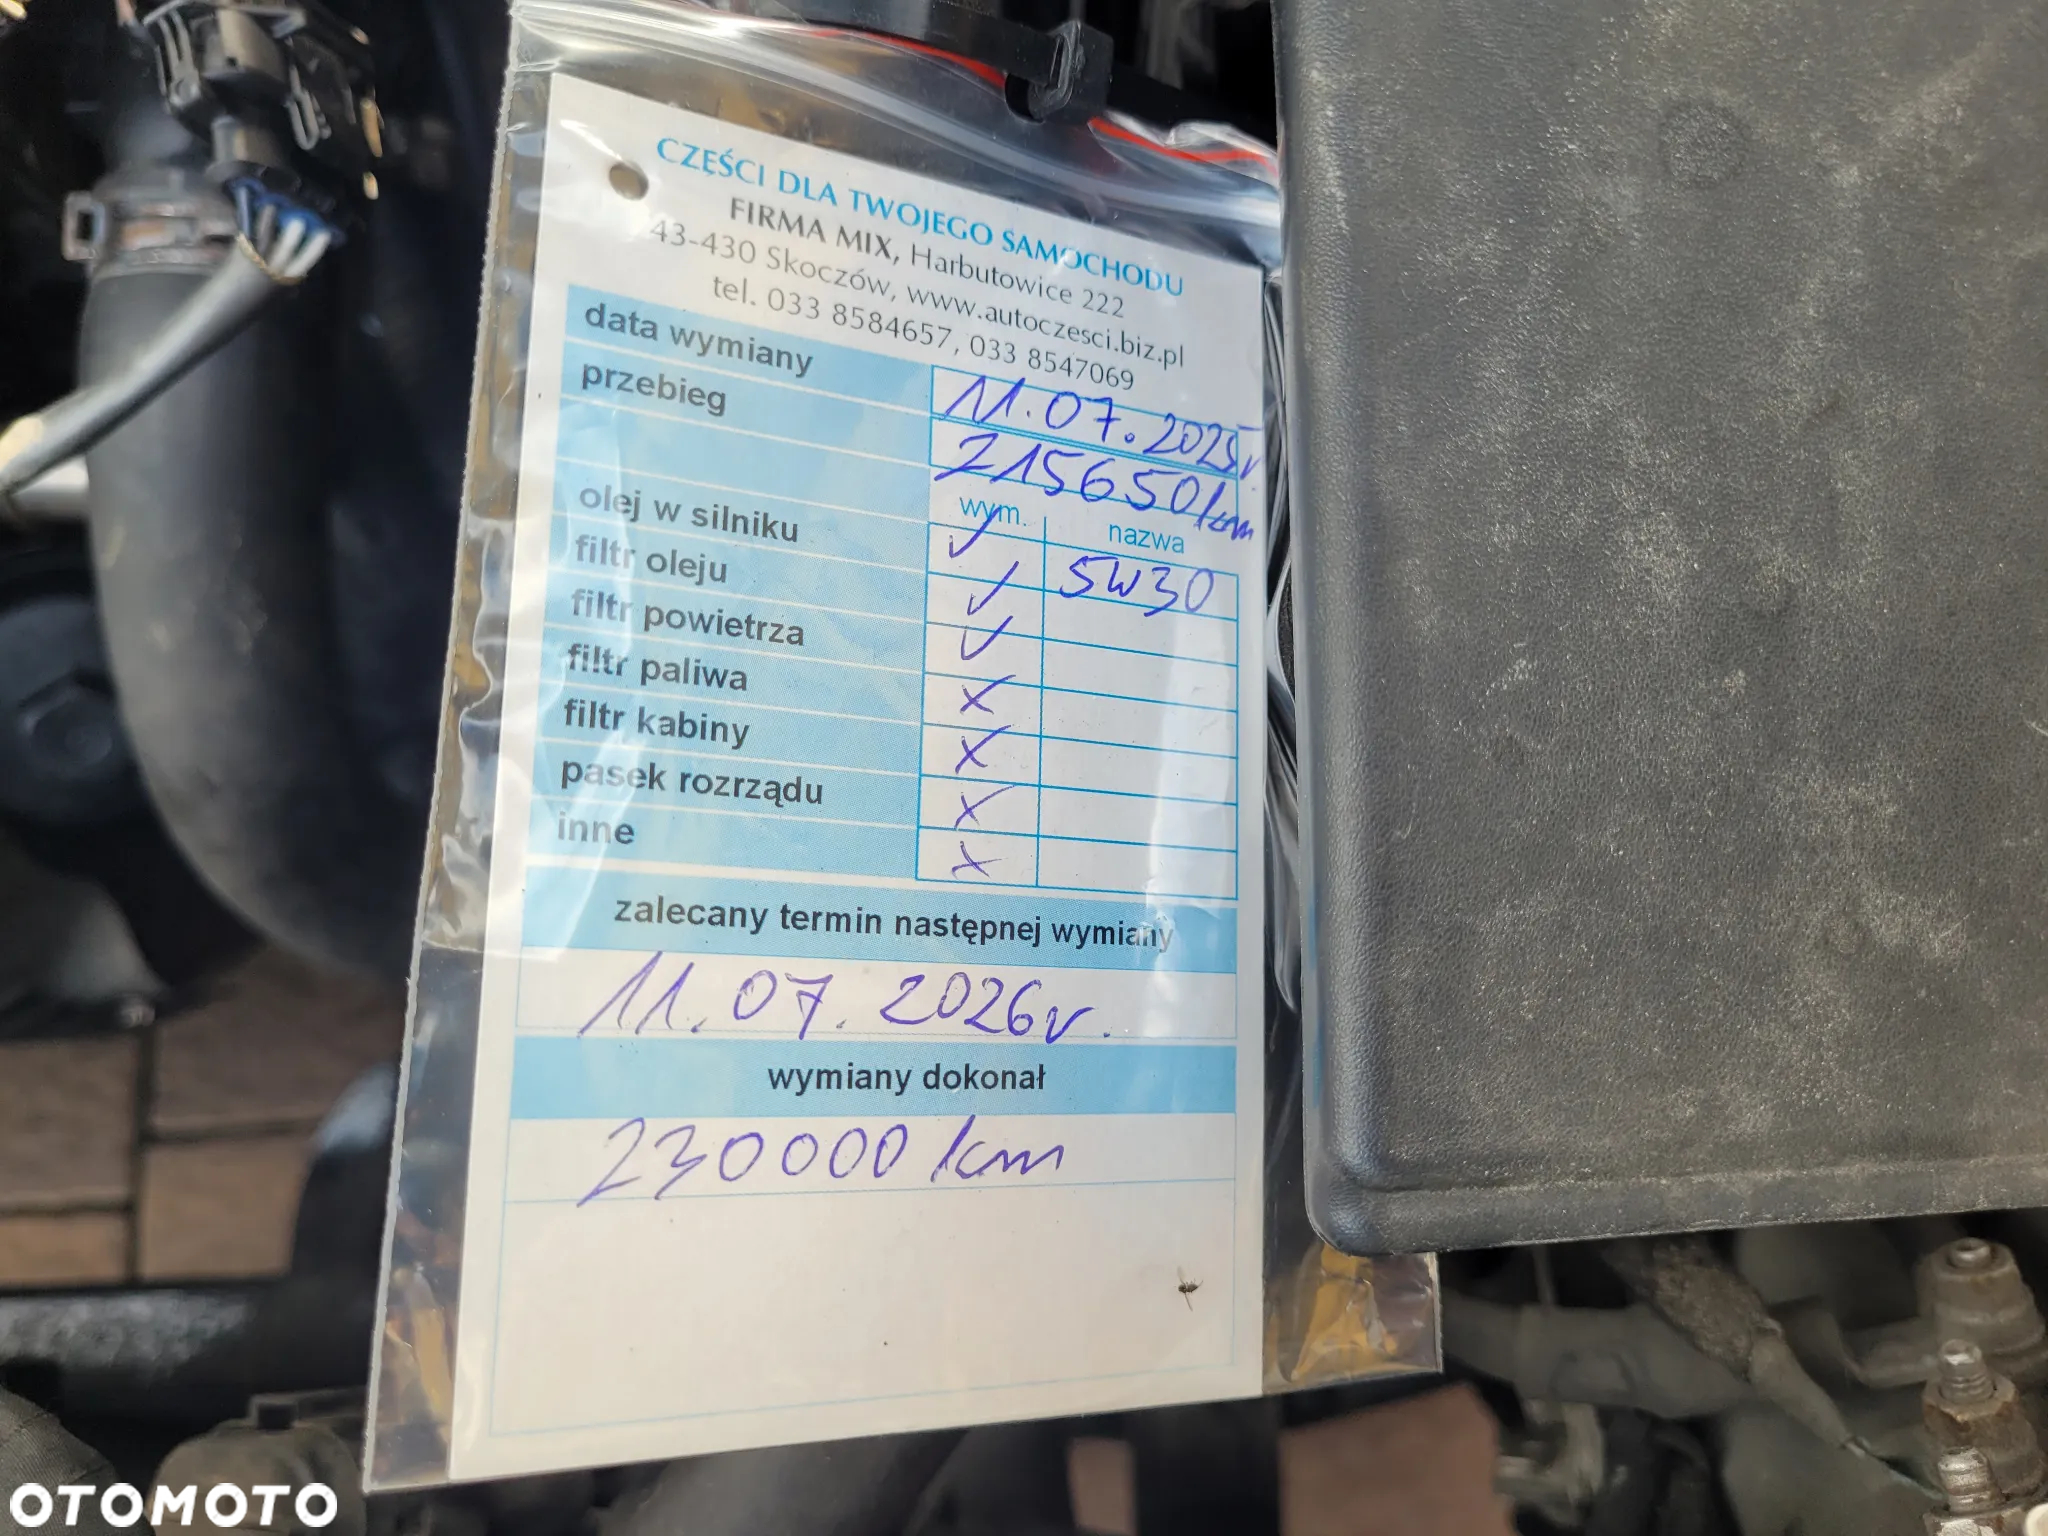 CZĘŚCI DLA TWOJEGO SAMOCHODU
FIRMA MIX, Harbutowice 222
43-430 Skoczów, www.autoczesci.biz.pl
tel. 033 8584657, 033 8547069
data wymiany 11.07.2025r
przebieg 215650km
wym. nazwa
olej w silniku ✓ 5W30
filtr oleju ✓
filtr powietrza ✓
filtr paliwa x
filtr kabiny x
pasek rozrządu x
inne x
zalecany termin następnej wymiany
11.07.2026r.
wymiany dokonał
230000 km
OTOMOTO